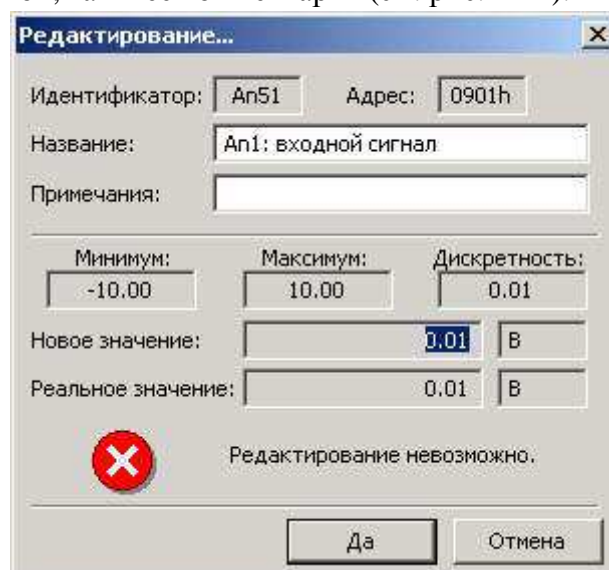 Редактирование...
Идентификатор: An51 Адрес: 0901h
Название: An1: входной сигнал
Примечания:
Минимум: Максимум: Дискретность:
-10.00 10.00 0.01
Новое значение: 0.01 В
Реальное значение: 0.01 В
Редактирование невозможно.
Да Отмена